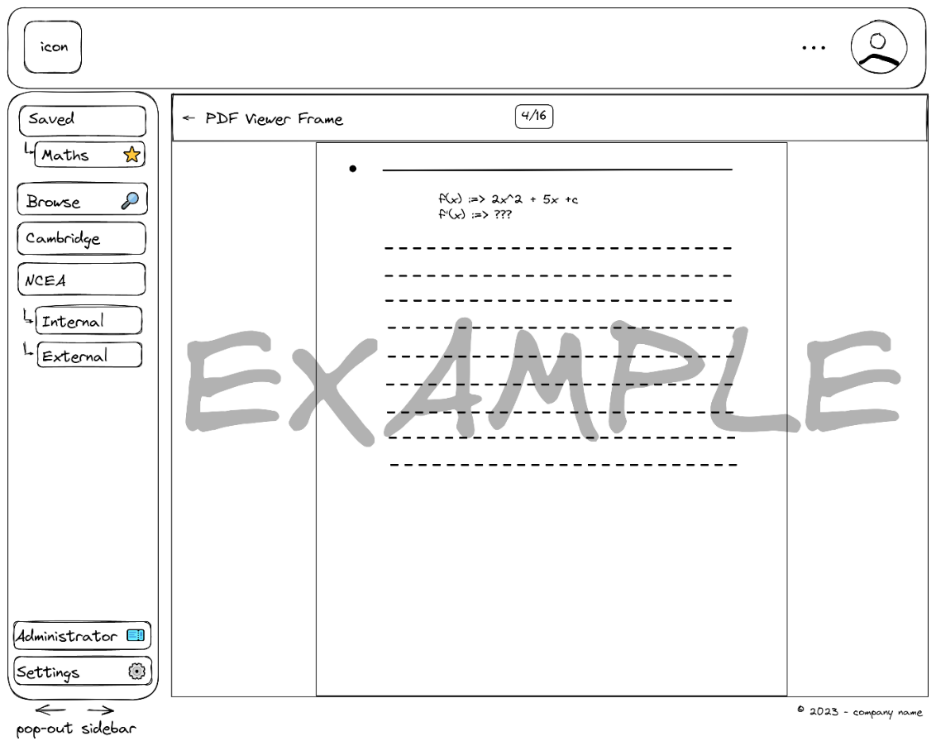 icon
...
Saved
Maths
Browse
Cambridge
NCEA
Internal
External
Administrator
Settings
pop-out sidebar
← PDF Viewer Frame
4/16
f(x) :=> 2x^2 + 5x +c
f'(x) :=> ???
EXAMPLE
© 2023 - company name